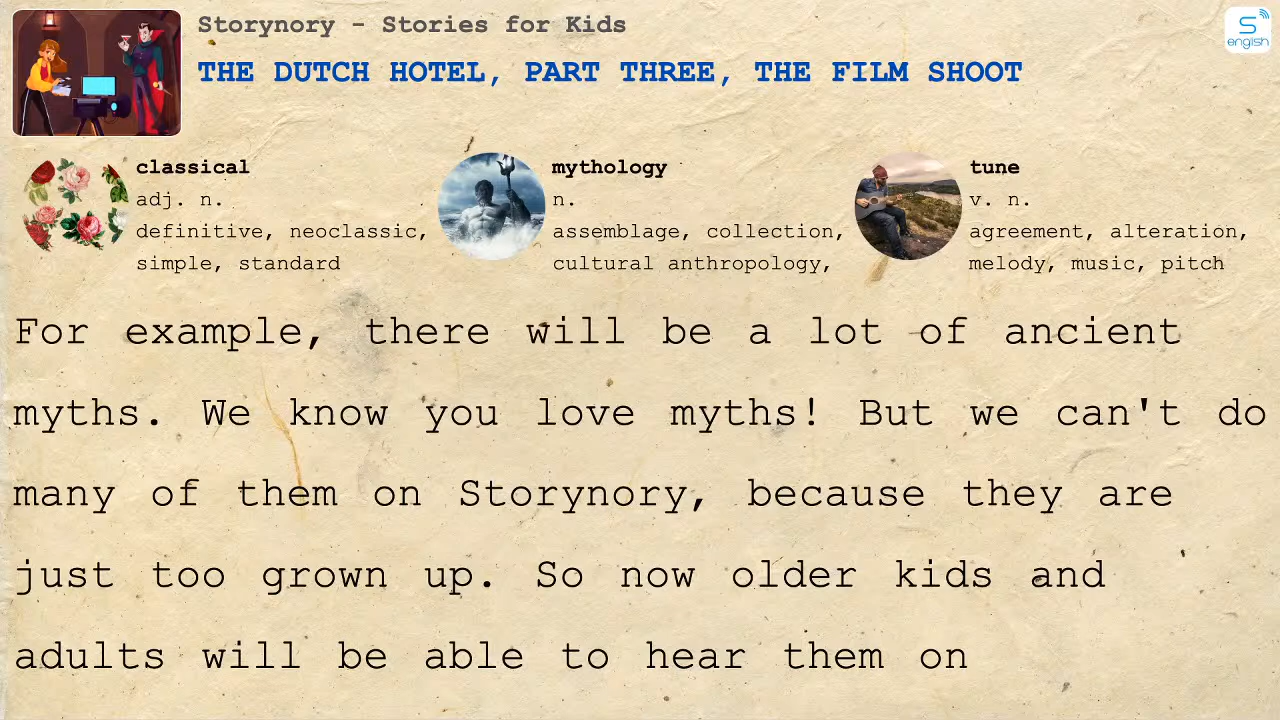 Storynory - Stories for Kids
THE DUTCH HOTEL, PART THREE, THE FILM SHOOT
S
english
classical
adj. n.
definitive, neoclassic,
simple, standard
mythology
n.
assemblage, collection,
cultural anthropology,
tune
v. n.
agreement, alteration,
melody, music, pitch
For example, there will be a lot of ancient
myths. We know you love myths! But we can't do
many of them on Storynory, because they are
just too grown up. So now older kids and
adults will be able to hear them on